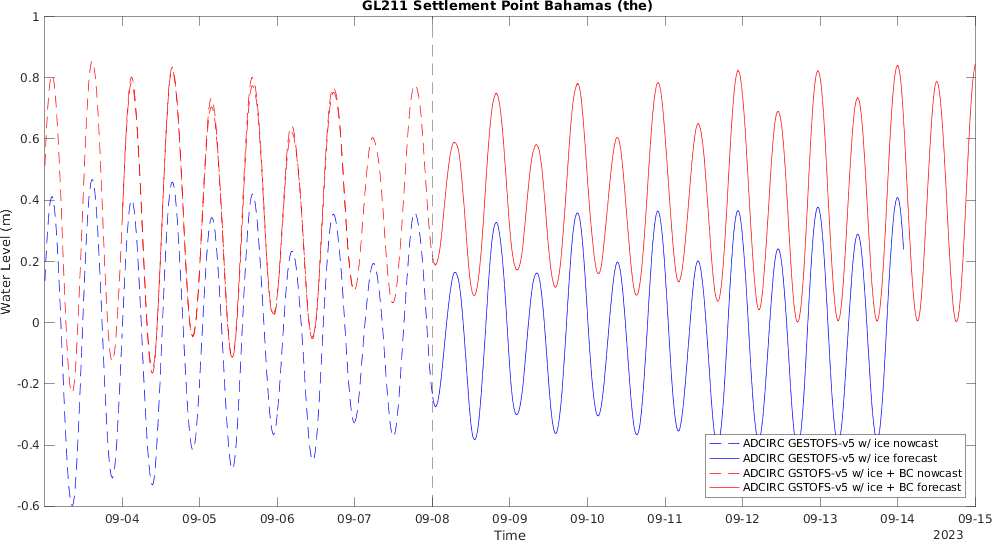 GL211 Settlement Point Bahamas (the)
Water Level (m)
1
0.8
0.6
0.4
0.2
0
-0.2
-0.4
-0.6
09-04 09-05 09-06 09-07 09-08 09-09 09-10 09-11 09-12 09-13 09-14 09-15
Time
2023
ADCIRC GESTOFS-v5 w/ ice nowcast
ADCIRC GESTOFS-v5 w/ ice forecast
ADCIRC GSTOFS-v5 w/ ice + BC nowcast
ADCIRC GSTOFS-v5 w/ ice + BC forecast